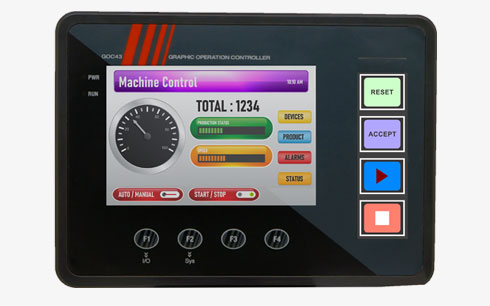 GOC43
GRAPHIC OPERATION CONTROLLER
PWR
RUN
Machine Control
10:10 AM
TOTAL : 1234
PRODUCTION STATUS
SPEED
DEVICES
PRODUCT
ALARMS
STATUS
AUTO / MANUAL
START / STOP
RESET
ACCEPT
F1
F2
F3
F4
I/O
Sys